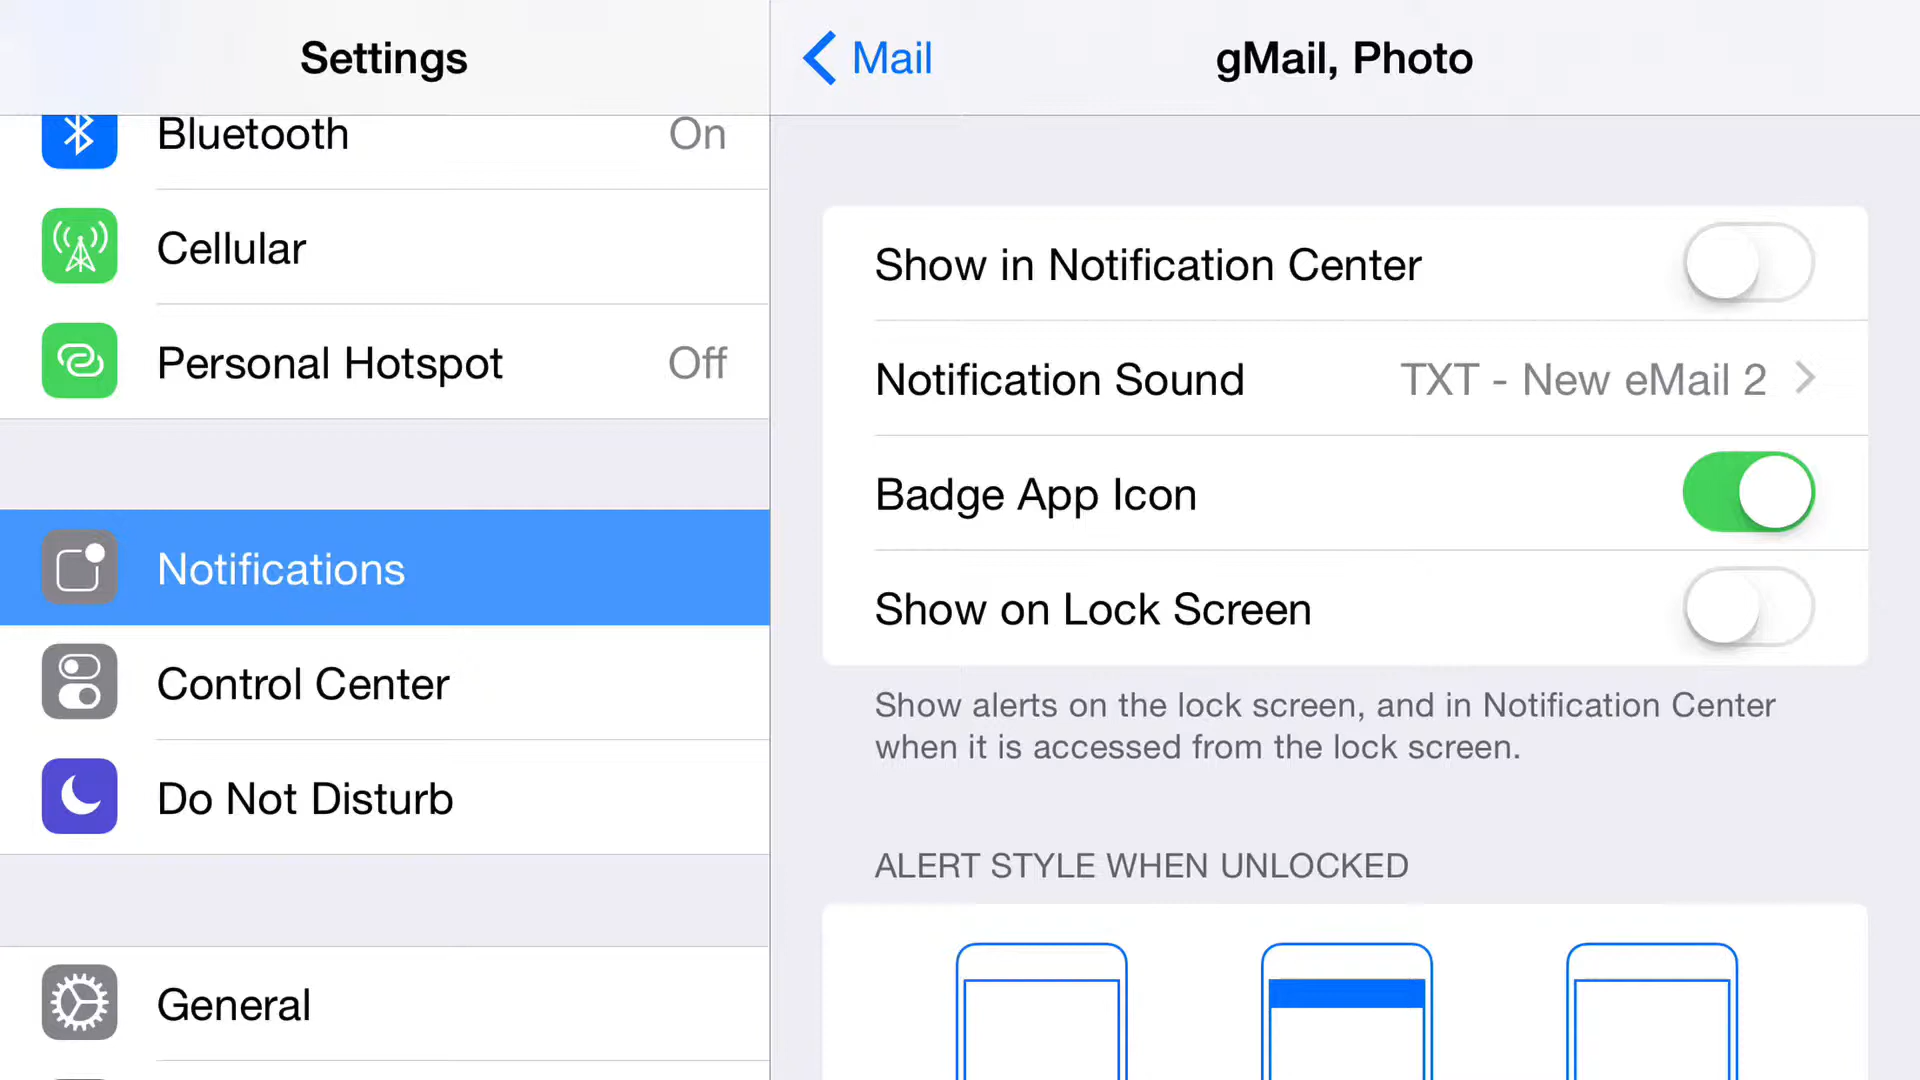 Settings
Bluetooth On
Cellular
Personal Hotspot Off
Notifications
Control Center
Do Not Disturb
General
Mail
gMail, Photo
Show in Notification Center
Notification Sound TXT - New eMail 2
Badge App Icon
Show on Lock Screen
Show alerts on the lock screen, and in Notification Center
when it is accessed from the lock screen.
ALERT STYLE WHEN UNLOCKED